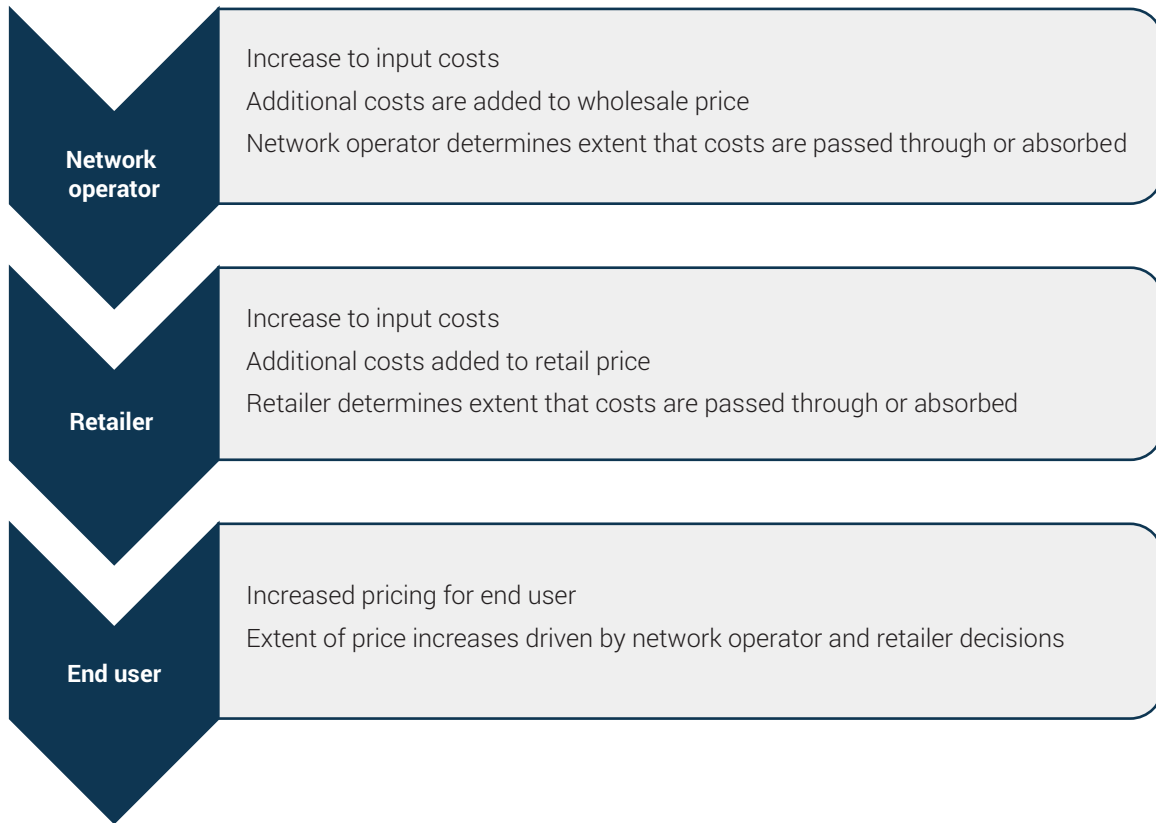 Network
operator
Increase to input costs
Additional costs are added to wholesale price
Network operator determines extent that costs are passed through or absorbed
Retailer
Increase to input costs
Additional costs added to retail price
Retailer determines extent that costs are passed through or absorbed
End user
Increased pricing for end user
Extent of price increases driven by network operator and retailer decisions